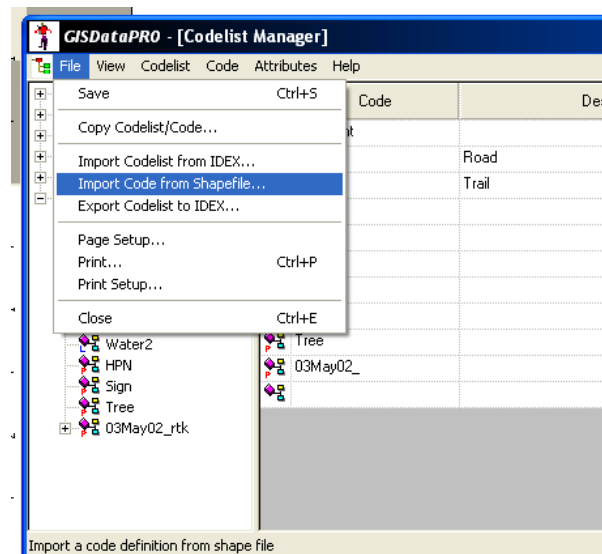 GISDataPRO - [Codelist Manager]
File View Codelist Code Attributes Help
Save Ctrl+S
Copy Codelist/Code...
Import Codelist from IDEX...
Import Code from Shapefile...
Export Codelist to IDEX...
Page Setup...
Print... Ctrl+P
Print Setup...
Close Ctrl+E
Water2
HPN
Sign
Tree
03May02_rtk
Code Des
nt
Road
Trail
Tree
03May02_
Import a code definition from shape file